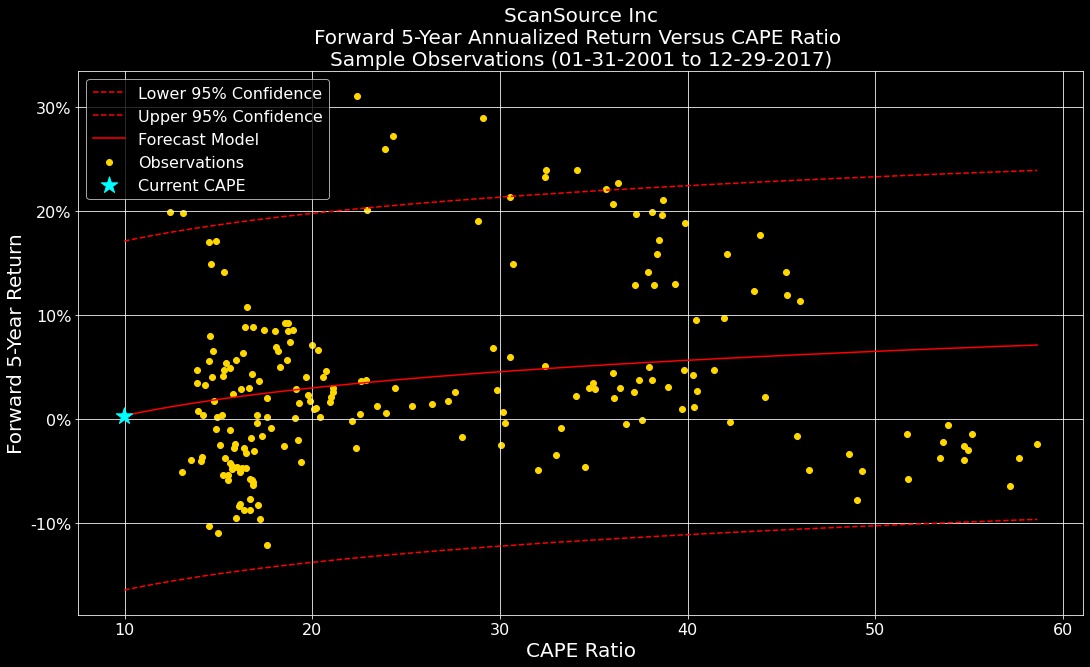 ScanSource Inc
Forward 5-Year Annualized Return Versus CAPE Ratio
Sample Observations (01-31-2001 to 12-29-2017)
Lower 95% Confidence
Upper 95% Confidence
Forecast Model
Observations
Current CAPE
Forward 5-Year Return
30%
20%
10%
0%
-10%
10 20 30 40 50 60
CAPE Ratio